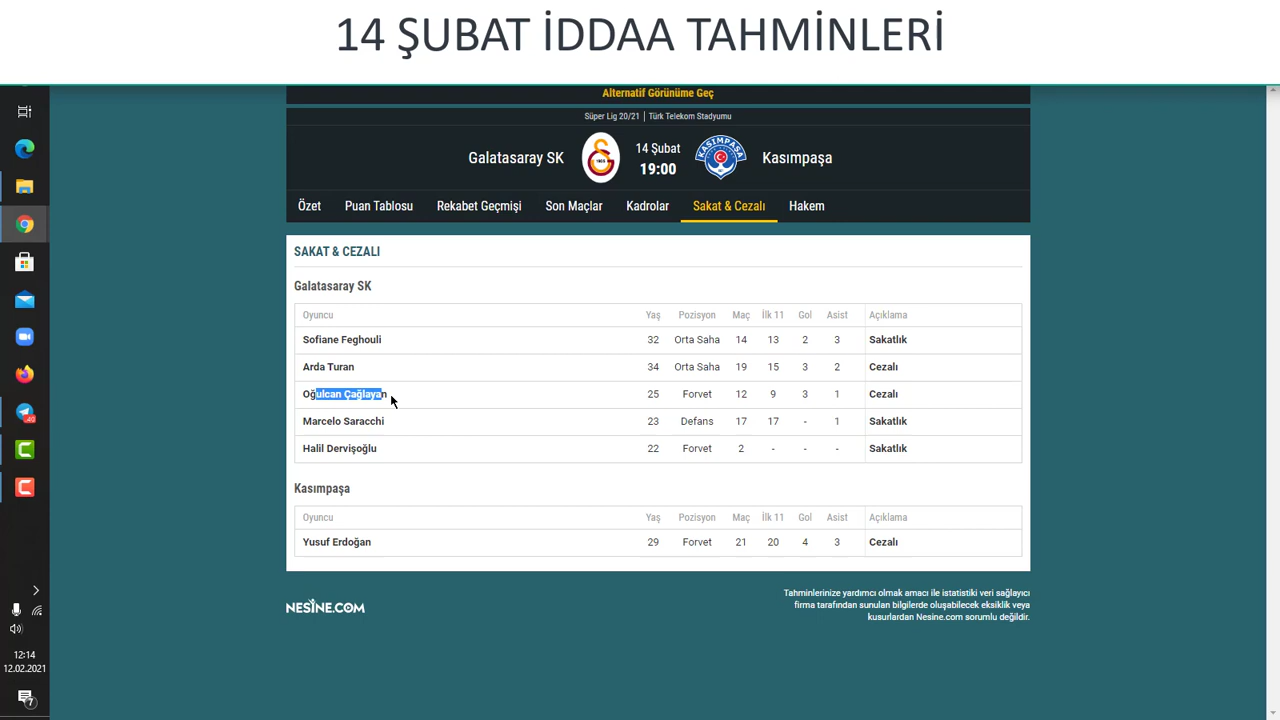 14 ŞUBAT İDDAA TAHMİNLERİ
Alternatif Görünüme Geç
Süper Lig 20/21 | Türk Telekom Stadyumu
Galatasaray SK 14 Şubat 19:00 KASIMPAŞA Kasımpaşa
Özet Puan Tablosu Rekabet Geçmişi Son Maçlar Kadrolar Sakat & Cezalı Hakem
SAKAT & CEZALI
Galatasaray SK
Oyuncu Yaş Pozisyon Maç İlk 11 Gol Asist Açıklama
Sofiane Feghouli 32 Orta Saha 14 13 2 3 Sakatlık
Arda Turan 34 Orta Saha 19 15 3 2 Cezalı
Oğulcan Çağlayan 25 Forvet 12 9 3 1 Cezalı
Marcelo Saracchi 23 Defans 17 17 - 1 Sakatlık
Halil Dervişoğlu 22 Forvet 2 - - - Sakatlık
Kasımpaşa
Oyuncu Yaş Pozisyon Maç İlk 11 Gol Asist Açıklama
Yusuf Erdoğan 29 Forvet 21 20 4 3 Cezalı
NESİNE.COM
Tahminlerinize yardımcı olmak amacı ile istatistiki veri sağlayıcı
firma tarafından sunulan bilgilerde oluşabilecek eksiklik veya
kusurlardan Nesine.com sorumlu değildir.
12:14
12.02.2021
7